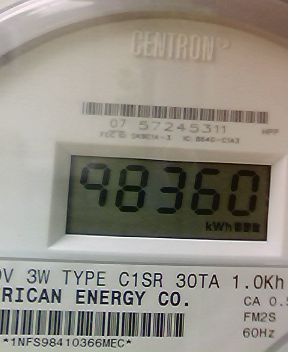 CENTRON
07 57245311
98360
kWh
V 3W TYPE C1SR 30TA 1.0Kh
RICAN ENERGY CO.
CA 0.5
FM2S
60Hz
*1NFS98410366MEC*